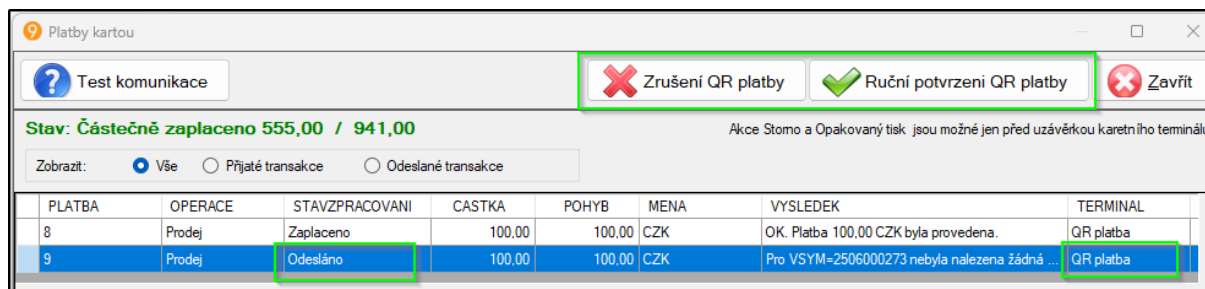 Platby kartou
Test komunikace Zrušení QR platby Ruční potvrzeni QR platby Zavřít
Stav: Částečně zaplaceno 555,00 / 941,00 Akce Storno a Opakovaný tisk jsou možné jen před uzávěrkou karetního terminálu
Zobrazit: Vše Přijaté transakce Odeslané transakce
PLATBA OPERACE STAVZPRACOVANI CASTKA POHYB MENA VYSLEDEK TERMINAL
8 Prodej Zaplaceno 100,00 100,00 CZK OK. Platba 100,00 CZK byla provedena. QR platba
9 Prodej Odesláno 100,00 100,00 CZK Pro VSYM=2506000273 nebyla nalezena žádná ... QR platba